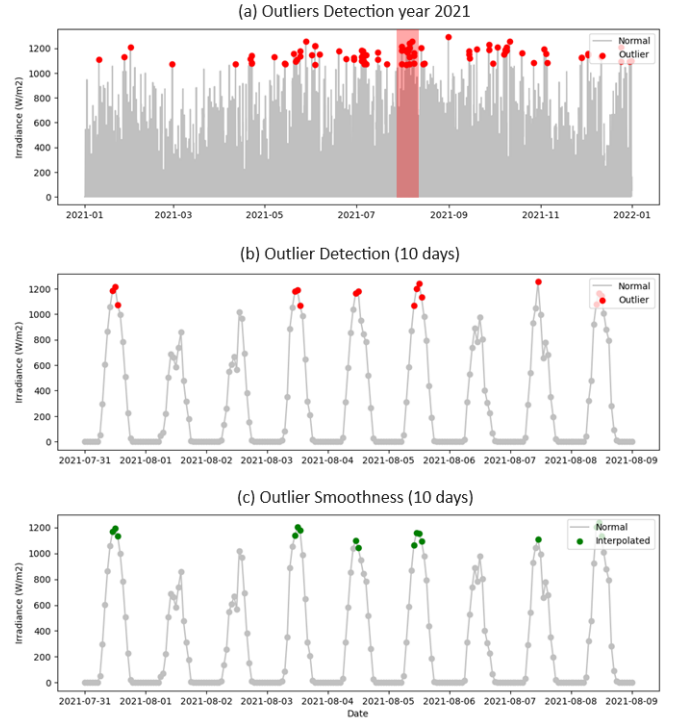 (a) Outliers Detection year 2021
Normal
Outlier
Irradiance (W/m2)
1200
1000
800
600
400
200
0
2021-01 2021-03 2021-05 2021-07 2021-09 2021-11 2022-01
(b) Outlier Detection (10 days)
Normal
Outlier
Irradiance (W/m2)
1200
1000
800
600
400
200
0
2021-07-31 2021-08-01 2021-08-02 2021-08-03 2021-08-04 2021-08-05 2021-08-06 2021-08-07 2021-08-08 2021-08-09
(c) Outlier Smoothness (10 days)
Normal
Interpolated
Irradiance (W/m2)
1200
1000
800
600
400
200
0
2021-07-31 2021-08-01 2021-08-02 2021-08-03 2021-08-04 2021-08-05 2021-08-06 2021-08-07 2021-08-08 2021-08-09
Date